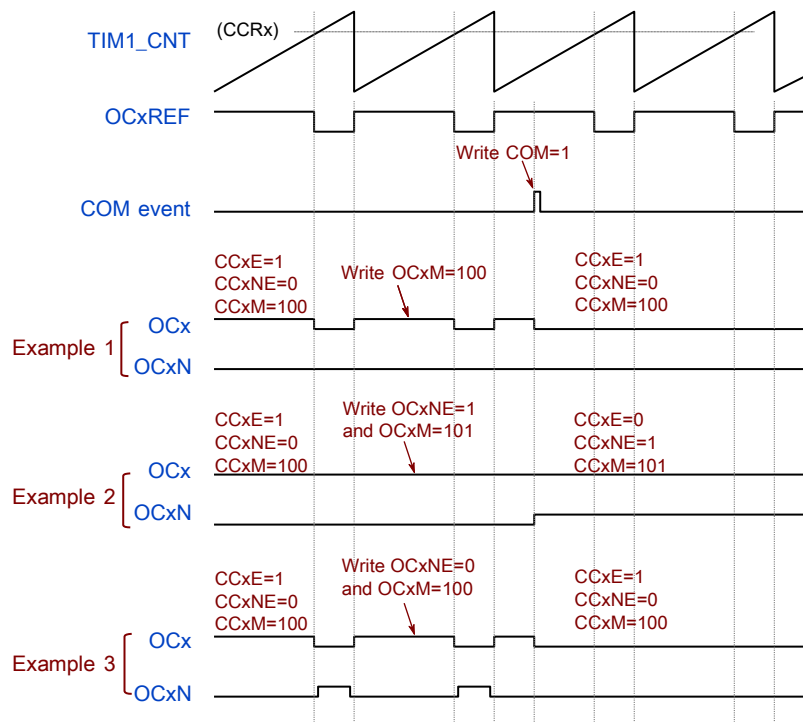 (CCRx)
TIM1_CNT
OCxREF
Write COM=1
COM event
CCxE=1
CCxNE=0
CCxM=100
Write OCxM=100
CCxE=1
CCxNE=0
CCxM=100
OCx
Example 1
OCxN
CCxE=1
CCxNE=0
CCxM=100
Write OCxNE=1
and OCxM=101
CCxE=0
CCxNE=1
CCxM=101
OCx
Example 2
OCxN
CCxE=1
CCxNE=0
CCxM=100
Write OCxNE=0
and OCxM=100
CCxE=1
CCxNE=0
CCxM=100
OCx
Example 3
OCxN